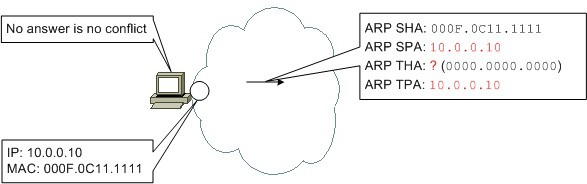 No answer is no conflict
ARP SHA: 000F.0C11.1111
ARP SPA: 10.0.0.10
ARP THA: ? (0000.0000.0000)
ARP TPA: 10.0.0.10
IP: 10.0.0.10
MAC: 000F.0C11.1111